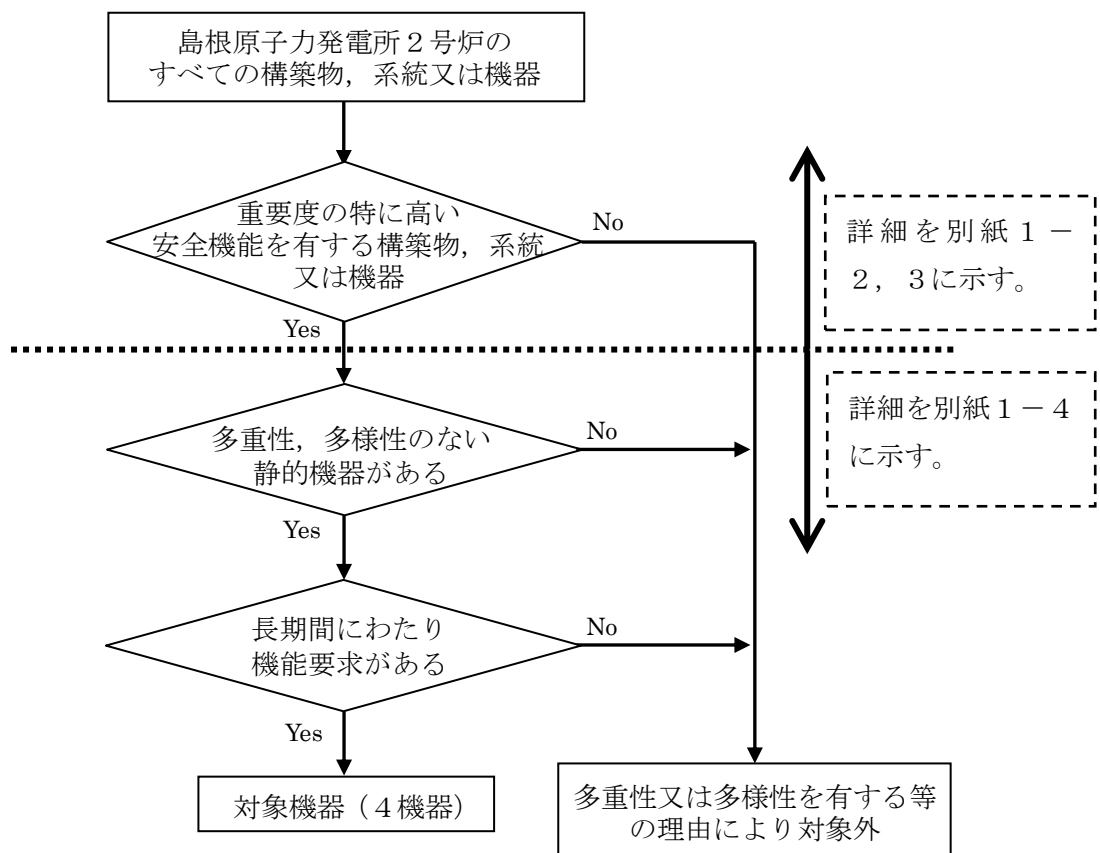 島根原子力発電所２号炉の
すべての構築物，系統又は機器
重要度の特に高い
安全機能を有する構築物，系統
又は機器
No
Yes
詳細を別紙１－
２，３に示す。
多重性，多様性のない
静的機器がある
No
Yes
詳細を別紙１－４
に示す。
長期間にわたり
機能要求がある
No
Yes
対象機器（４機器）
多重性又は多様性を有する等
の理由により対象外